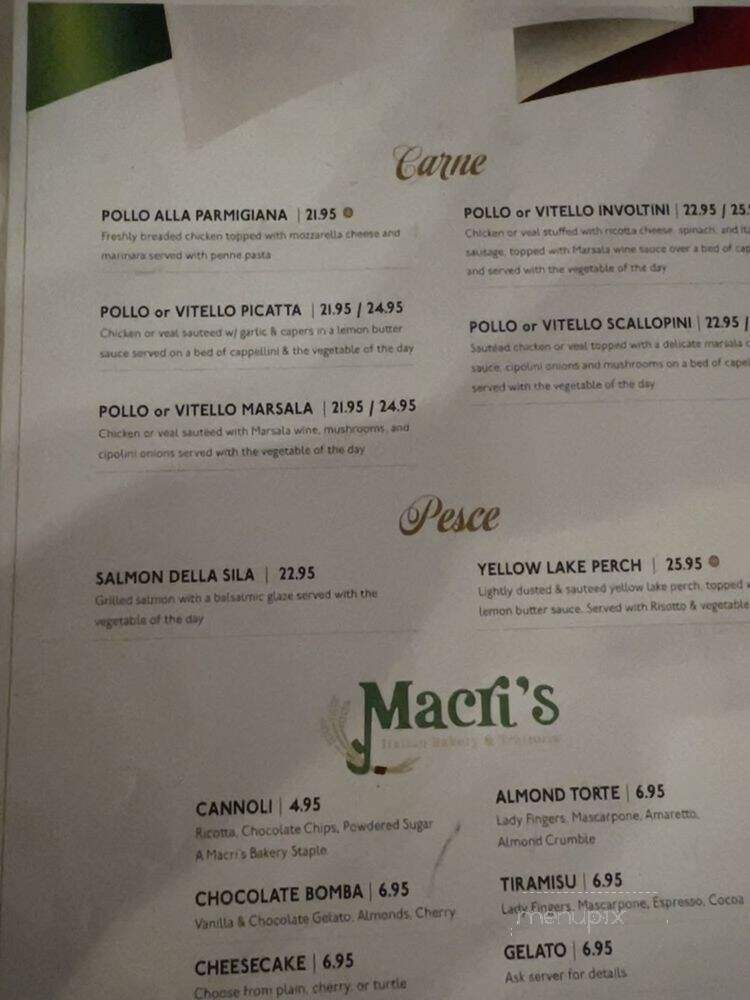 Carne
POLLO ALLA PARMIGIANA | 21.95
Freshly breaded chicken topped with mozzarella cheese and
marinara served with penne pasta
POLLO or VITELLO PICATTA | 21.95 / 24.95
Chicken or veal sauteed w/ garlic & capers in a lemon butter
sauce served on a bed of cappellini & the vegetable of the day
POLLO or VITELLO MARSALA | 21.95 / 24.95
Chicken or veal sauteed with Marsala wine, mushrooms, and
cipolini onions served with the vegetable of the day
POLLO or VITELLO INVOLTINI | 22.95 / 25.
Chicken or veal stuffed with ricotta cheese, spinach, and
sausage, topped with Marsala wine sauce over a bed of
and served with the vegetable of the day
POLLO or VITELLO SCALLOPINI | 22.95 /
Sautéed chicken or veal topped with a delicate marsala
sauce, cipolini onions and mushrooms on a bed of
served with the vegetable of the day
Pesce
SALMON DELLA SILA | 22.95
Grilled salmon with a balsalmic glaze served with the
vegetable of the day
YELLOW LAKE PERCH | 25.95
Lightly dusted & sauteed yellow lake perch, topped
lemon butter sauce. Served with Risotto & vegetable
Macri's
Italian Bakery & Trattoria
CANNOLI | 4.95
Ricotta, Chocolate Chips, Powdered Sugar
A Macri's Bakery Staple
CHOCOLATE BOMBA | 6.95
Vanilla & Chocolate Gelato, Almonds, Cherry
CHEESECAKE | 6.95
Choose from plain, cherry, or turtle
ALMOND TORTE | 6.95
Lady Fingers, Mascarpone, Amaretto,
Almond Crumble
TIRAMISU | 6.95
Lady Fingers, Mascarpone, Espresso, Cocoa
GELATO | 6.95
Ask server for details
menupix